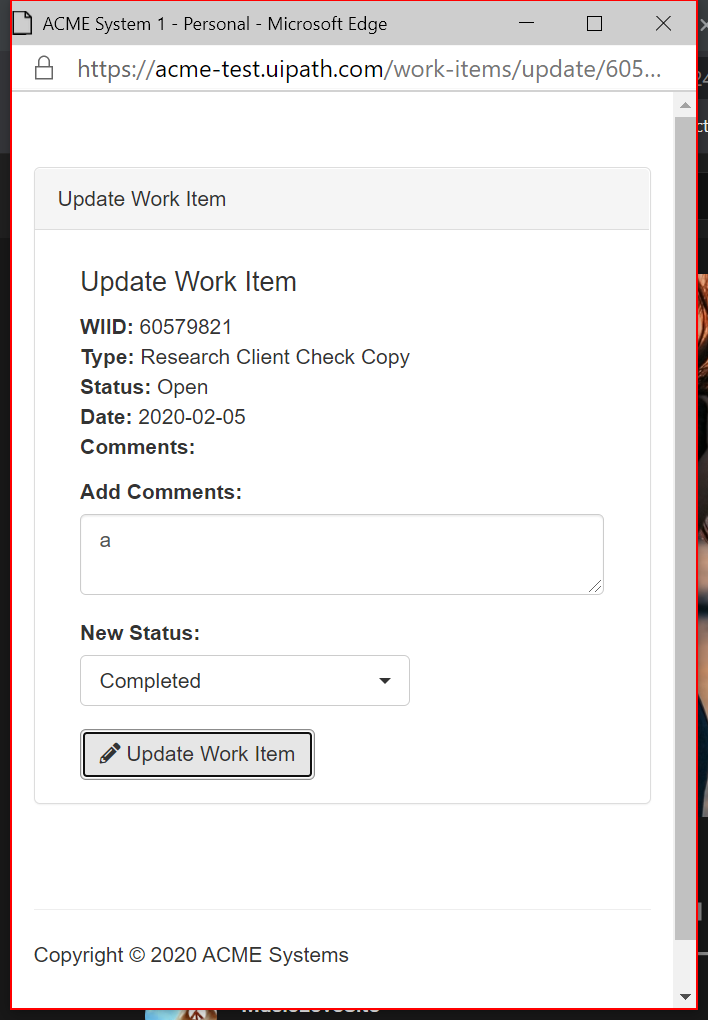 ACME System 1 - Personal - Microsoft Edge
https://acme-test.uipath.com/work-items/update/605...
Update Work Item
Update Work Item
WIID: 60579821
Type: Research Client Check Copy
Status: Open
Date: 2020-02-05
Comments:
Add Comments:
a
New Status:
Completed
Update Work Item
Copyright © 2020 ACME Systems